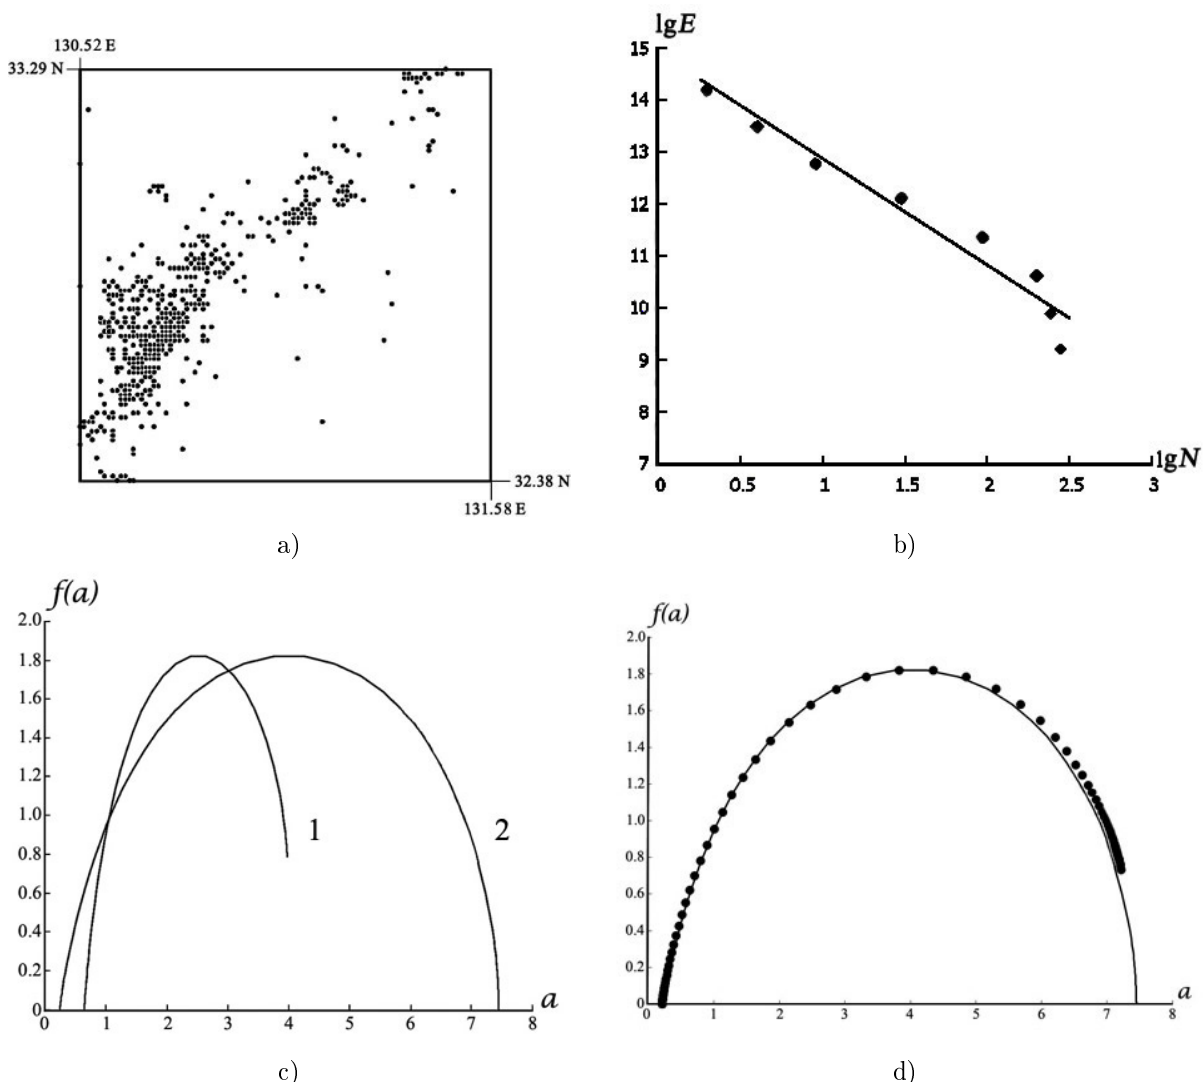 130.52 E
33.29 N
32.38 N
131.58 E
a)
lgE
15
14
13
12
11
10
9
8
7
0 0.5 1 1.5 2 2.5 3
lgN
b)
f(a)
2.0
1.8
1.6
1.4
1.2
1.0
0.8
0.6
0.4
0.2
0
0 1 2 3 4 5 6 7 8
a
1
2
c)
f(a)
2.0
1.8
1.6
1.4
1.2
1.0
0.8
0.6
0.4
0.2
0
0 1 2 3 4 5 6 7 8
a
d)